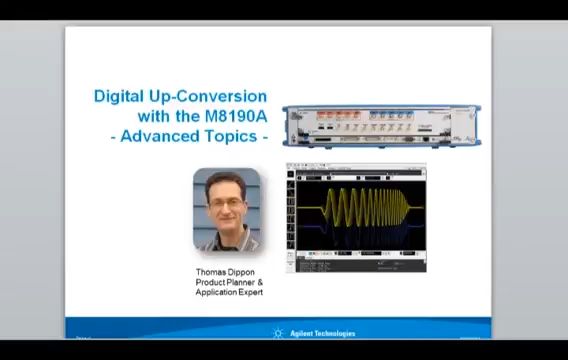 Digital Up-Conversion
with the M8190A
- Advanced Topics -
Thomas Dippon
Product Planner &
Application Expert
Agilent Technologies